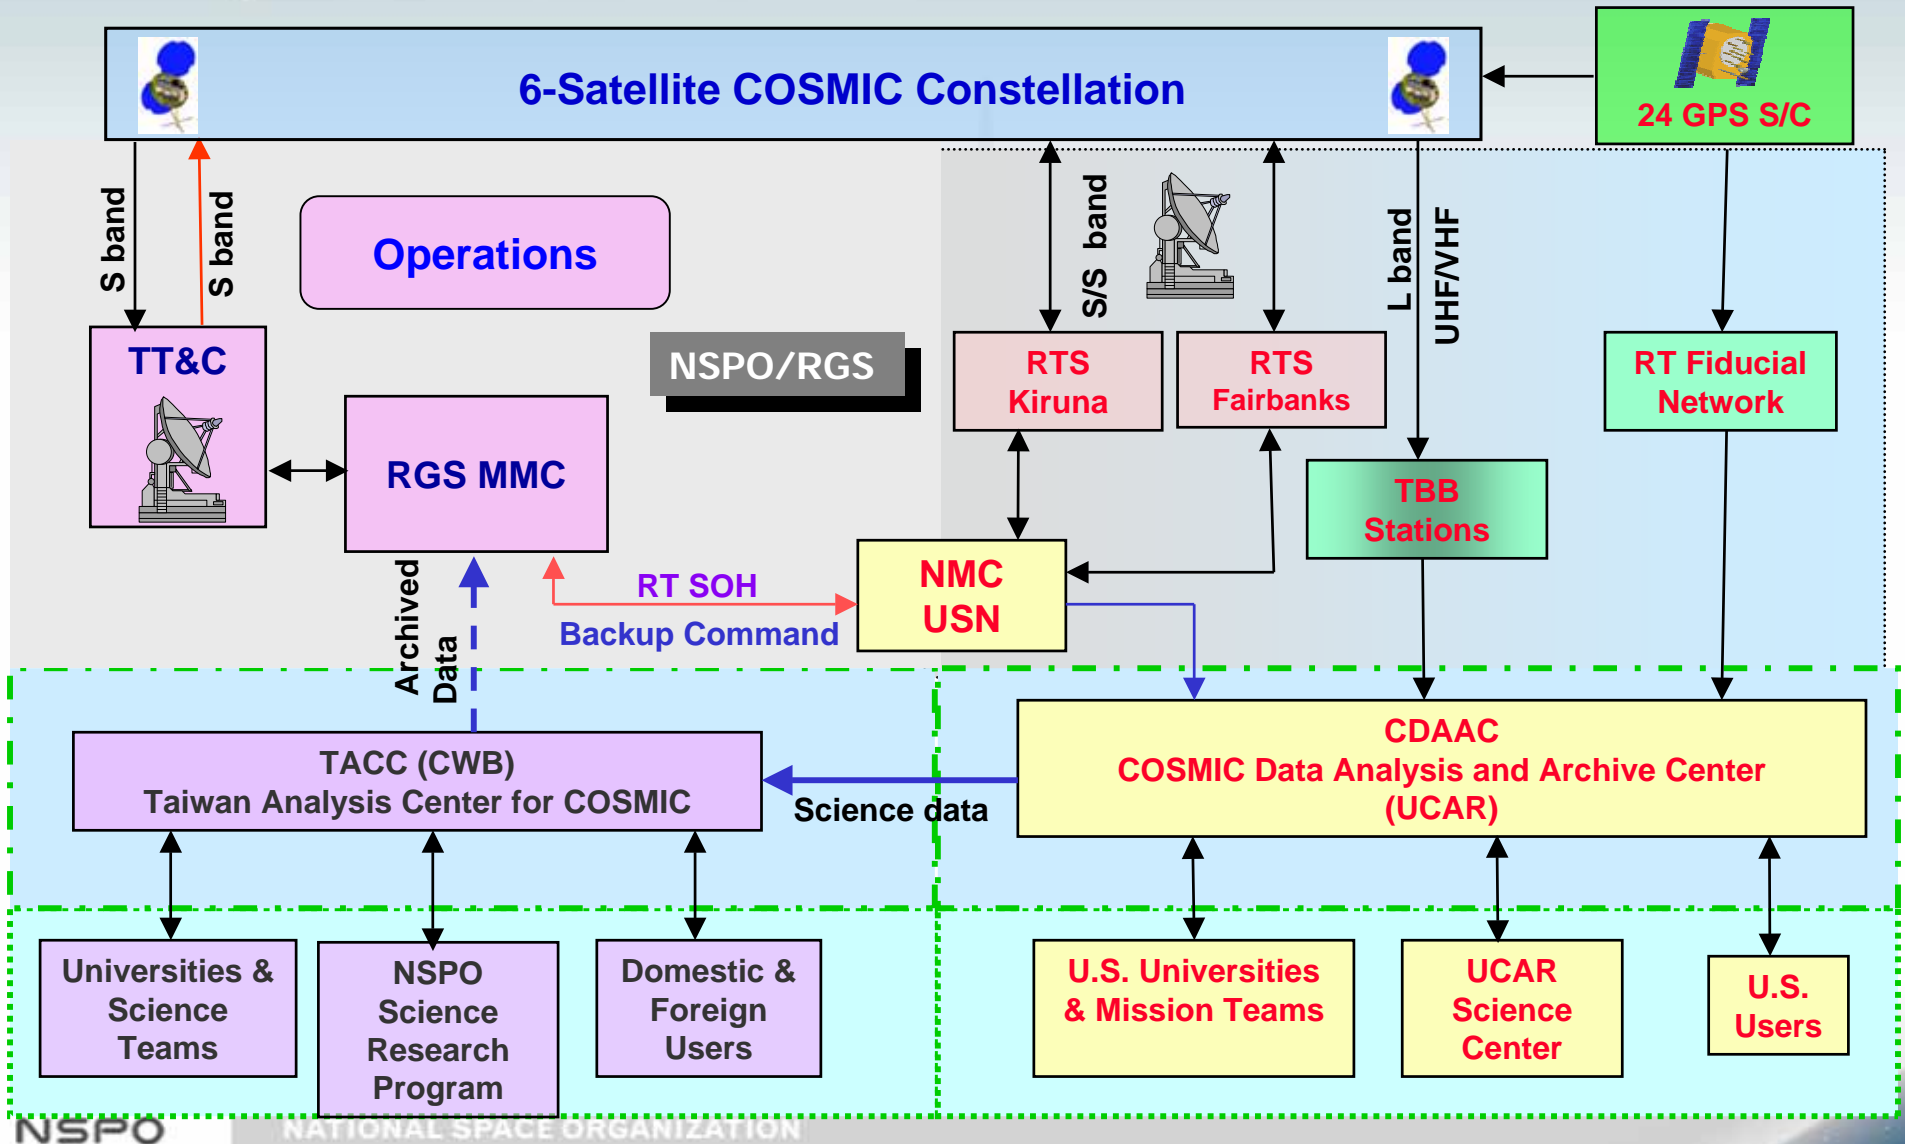 6-Satellite COSMIC Constellation
24 GPS S/C
S band
S band
Operations
S/S band
L band
UHF/VHF
TT&C
NSPO/RGS
RTS
Kiruna
RTS
Fairbanks
RT Fiducial
Network
RGS MMC
TBB
Stations
Archived
Data
RT SOH
Backup Command
NMC
USN
TACC (CWB)
Taiwan Analysis Center for COSMIC
Science data
CDAAC
COSMIC Data Analysis and Archive Center
(UCAR)
Universities &
Science
Teams
NSPO
Science
Research
Program
Domestic &
Foreign
Users
U.S. Universities
& Mission Teams
UCAR
Science
Center
U.S.
Users
NSPO
NATIONAL SPACE ORGANIZATION